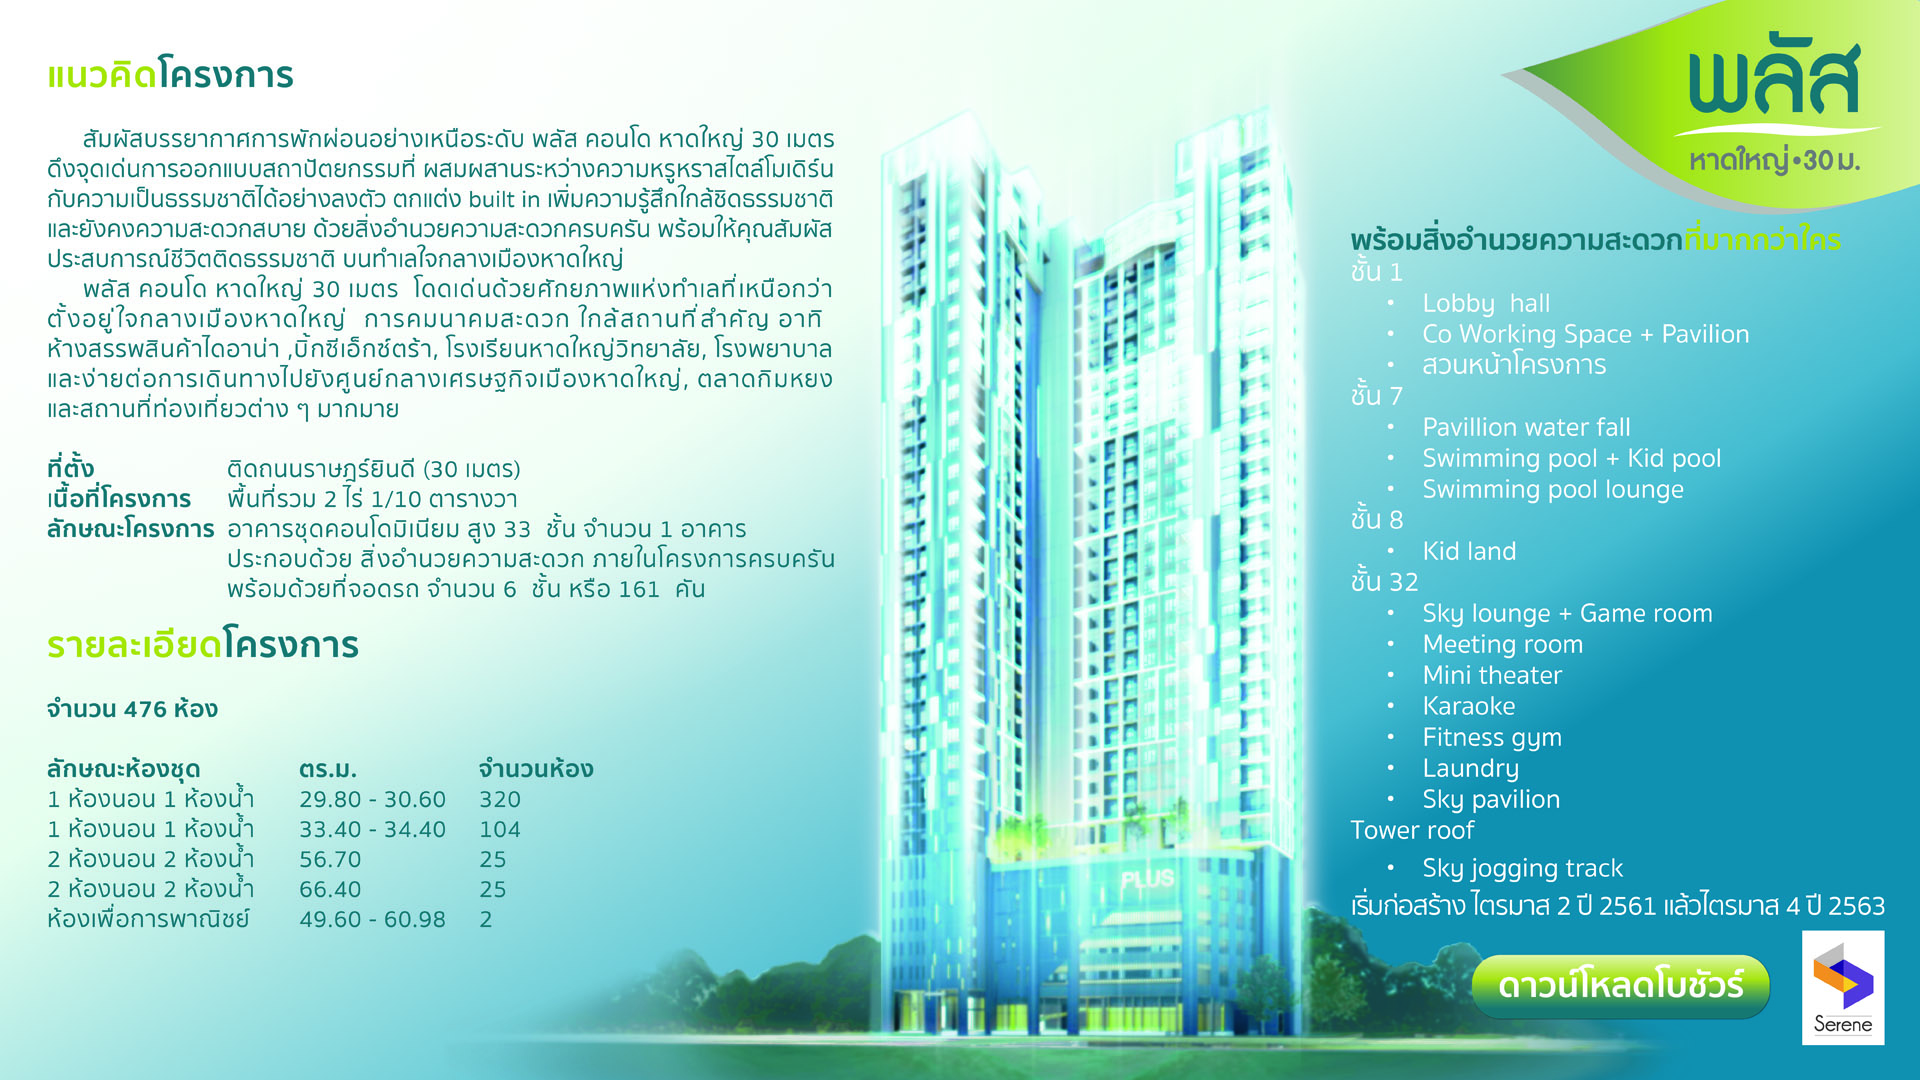 แนวคิดโครงการ
สัมผัสบรรยากาศการพักผ่อนอย่างเหนือระดับ พลัส คอนโด หาดใหญ่ 30 เมตร
ดึงจุดเด่นการออกแบบสถาปัตยกรรมที่ ผสมผสานระหว่างความหรูหราสไตล์โมเดิร์น
กับความเป็นธรรมชาติได้อย่างลงตัว ตกแต่ง built in เพิ่มความรู้สึกใกล้ชิดธรรมชาติ
และยังคงความสะดวกสบาย ด้วยสิ่งอำนวยความสะดวกครบครัน พร้อมให้คุณสัมผัส
ประสบการณ์ชีวิตติดธรรมชาติ บนทำเลใจกลางเมืองหาดใหญ่
พลัส คอนโด หาดใหญ่ 30 เมตร โดดเด่นด้วยศักยภาพแห่งทำเลที่เหนือกว่า
ตั้งอยู่ใจกลางเมืองหาดใหญ่ การคมนาคมสะดวก ใกล้สถานที่สำคัญ อาทิ
ห้างสรรพสินค้าไดอาน่า ,บิ้กซีเอ็กซ์ตร้า, โรงเรียนหาดใหญ่วิทยาลัย, โรงพยาบาล
และง่ายต่อการเดินทางไปยังศูนย์กลางเศรษฐกิจเมืองหาดใหญ่, ตลาดกิมหยง
และสถานที่ท่องเที่ยวต่าง ๆ มากมาย
ที่ตั้ง ติดถนนราษฎร์ยินดี (30 เมตร)
เนื้อที่โครงการ พื้นที่รวม 2 ไร่ 1/10 ตารางวา
ลักษณะโครงการ อาคารชุดคอนโดมิเนียม สูง 33 ชั้น จำนวน 1 อาคาร
ประกอบด้วย สิ่งอำนวยความสะดวก ภายในโครงการครบครัน
พร้อมด้วยที่จอดรถ จำนวน 6 ชั้น หรือ 161 คัน
รายละเอียดโครงการ
จำนวน 476 ห้อง
ลักษณะห้องชุด ตร.ม. จำนวนห้อง
1 ห้องนอน 1 ห้องน้ำ 29.80 - 30.60 320
1 ห้องนอน 1 ห้องน้ำ 33.40 - 34.40 104
2 ห้องนอน 2 ห้องน้ำ 56.70 25
2 ห้องนอน 2 ห้องน้ำ 66.40 25
ห้องเพื่อการพาณิชย์ 49.60 - 60.98 2
PLUS
พลัส
หาดใหญ่•30ม.
พร้อมสิ่งอำนวยความสะดวกที่มากกว่าใคร
ชั้น 1
• Lobby hall
• Co Working Space + Pavilion
• สวนหน้าโครงการ
ชั้น 7
• Pavillion water fall
• Swimming pool + Kid pool
• Swimming pool lounge
ชั้น 8
• Kid land
ชั้น 32
• Sky lounge + Game room
• Meeting room
• Mini theater
• Karaoke
• Fitness gym
• Laundry
• Sky pavilion
Tower roof
• Sky jogging track
เริ่มก่อสร้าง ไตรมาส 2 ปี 2561 แล้วไตรมาส 4 ปี 2563
ดาวน์โหลดโบชัวร์
Serene